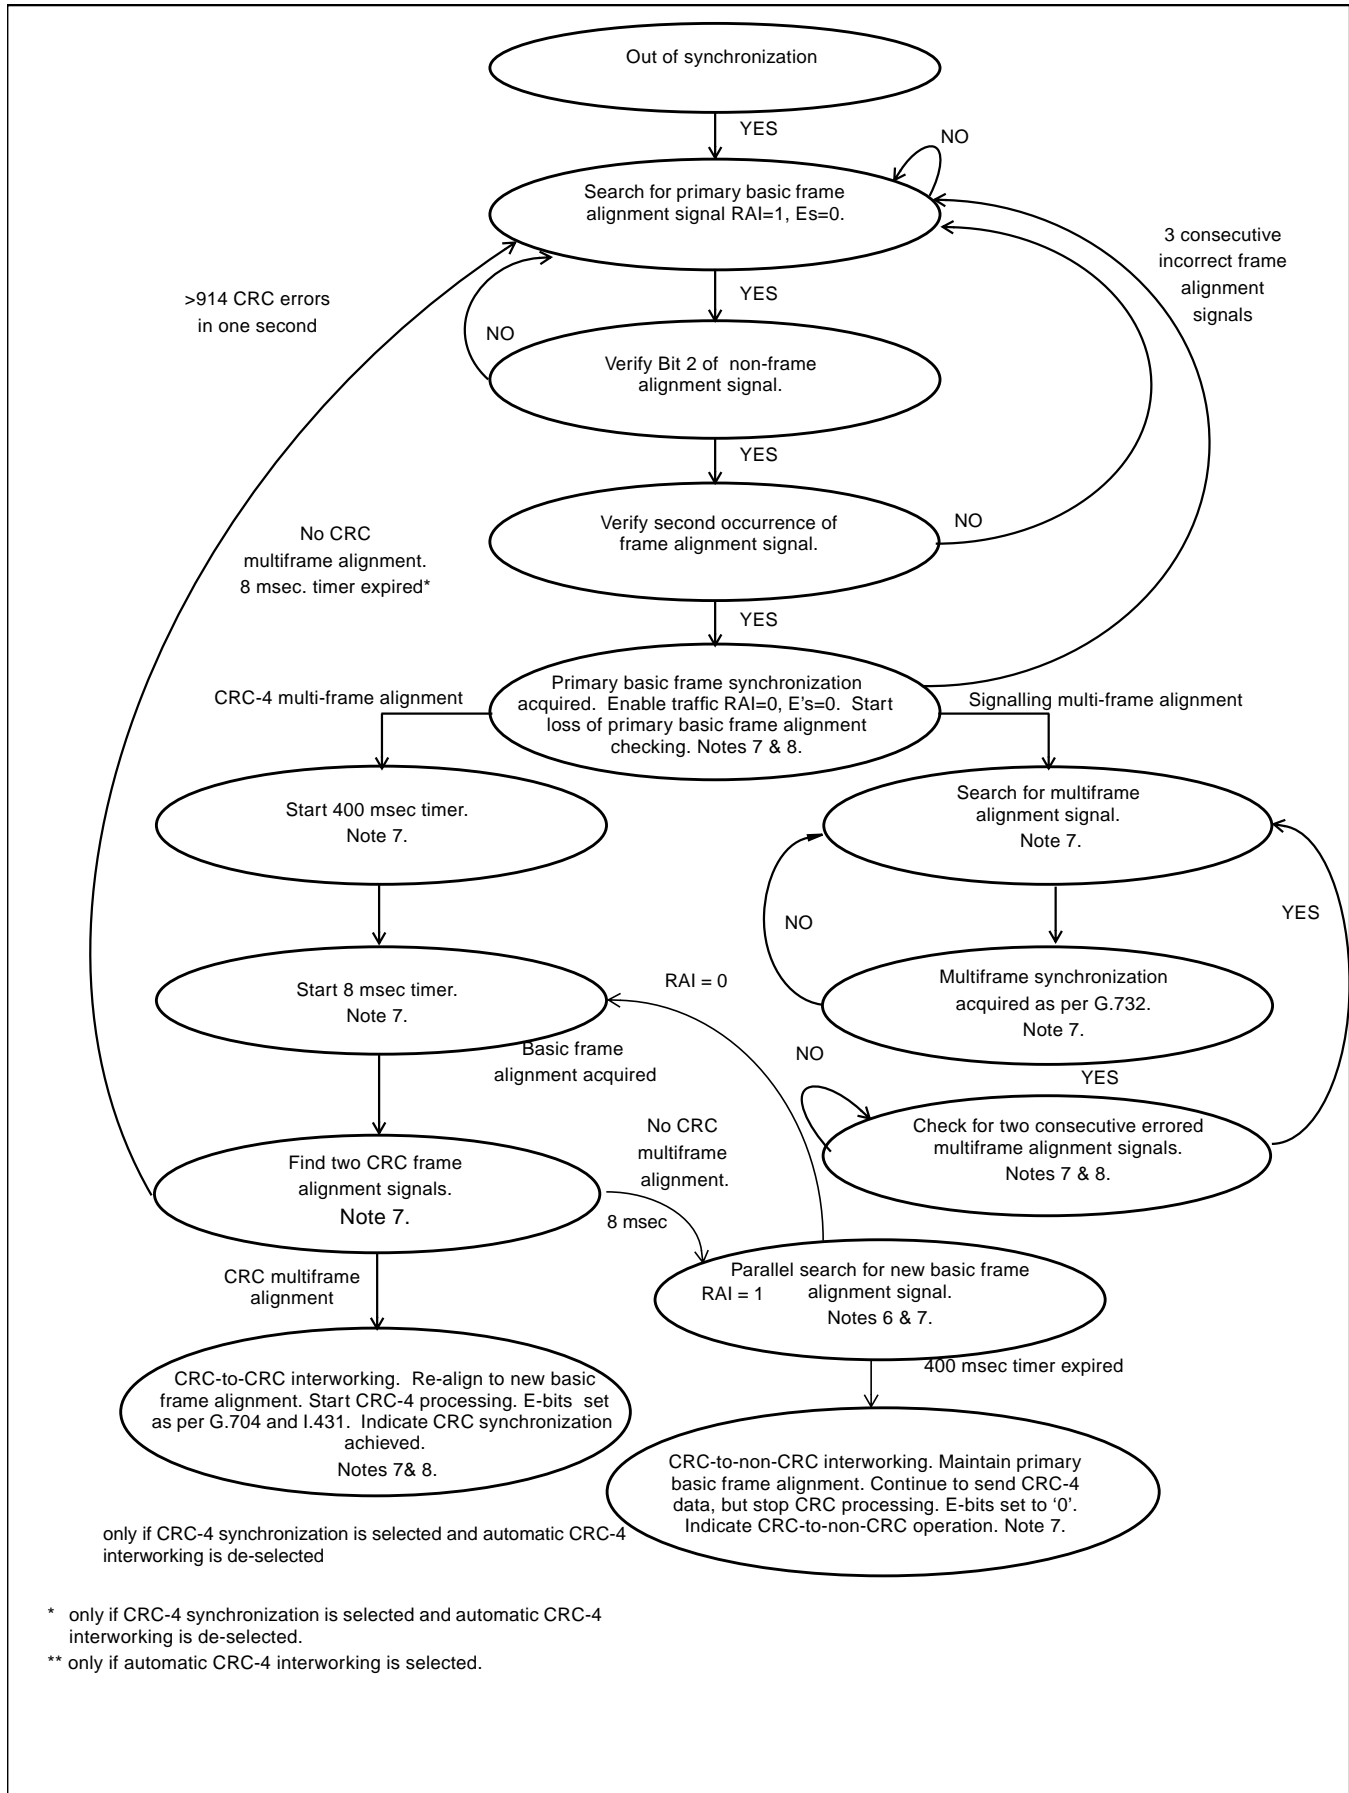 Out of synchronization
YES
NO
Search for primary basic frame
alignment signal RAI=1, Es=0.
3 consecutive
incorrect frame
alignment
signals
>914 CRC errors
in one second
YES
NO
Verify Bit 2 of non-frame
alignment signal.
YES
No CRC
multiframe alignment.
8 msec. timer expired*
Verify second occurrence of
frame alignment signal.
NO
YES
CRC-4 multi-frame alignment
Primary basic frame synchronization
acquired. Enable traffic RAI=0, E's=0. Start
loss of primary basic frame alignment
checking. Notes 7 & 8.
Signalling multi-frame alignment
Start 400 msec timer.
Note 7.
Search for multiframe
alignment signal.
Note 7.
NO
YES
Start 8 msec timer.
Note 7.
RAI = 0
Multiframe synchronization
acquired as per G.732.
Note 7.
Basic frame
alignment acquired
NO
YES
No CRC
multiframe
alignment.
Check for two consecutive errored
multiframe alignment signals.
Notes 7 & 8.
Find two CRC frame
alignment signals.
Note 7.
8 msec
CRC multiframe
alignment
Parallel search for new basic frame
RAI = 1 alignment signal.
Notes 6 & 7.
400 msec timer expired
CRC-to-CRC interworking. Re-align to new basic
frame alignment. Start CRC-4 processing. E-bits set
as per G.704 and I.431. Indicate CRC synchronization
achieved.
Notes 7& 8.
CRC-to-non-CRC interworking. Maintain primary
basic frame alignment. Continue to send CRC-4
data, but stop CRC processing. E-bits set to ‘0’.
Indicate CRC-to-non-CRC operation. Note 7.
only if CRC-4 synchronization is selected and automatic CRC-4
interworking is de-selected
* only if CRC-4 synchronization is selected and automatic CRC-4
interworking is de-selected.
** only if automatic CRC-4 interworking is selected.